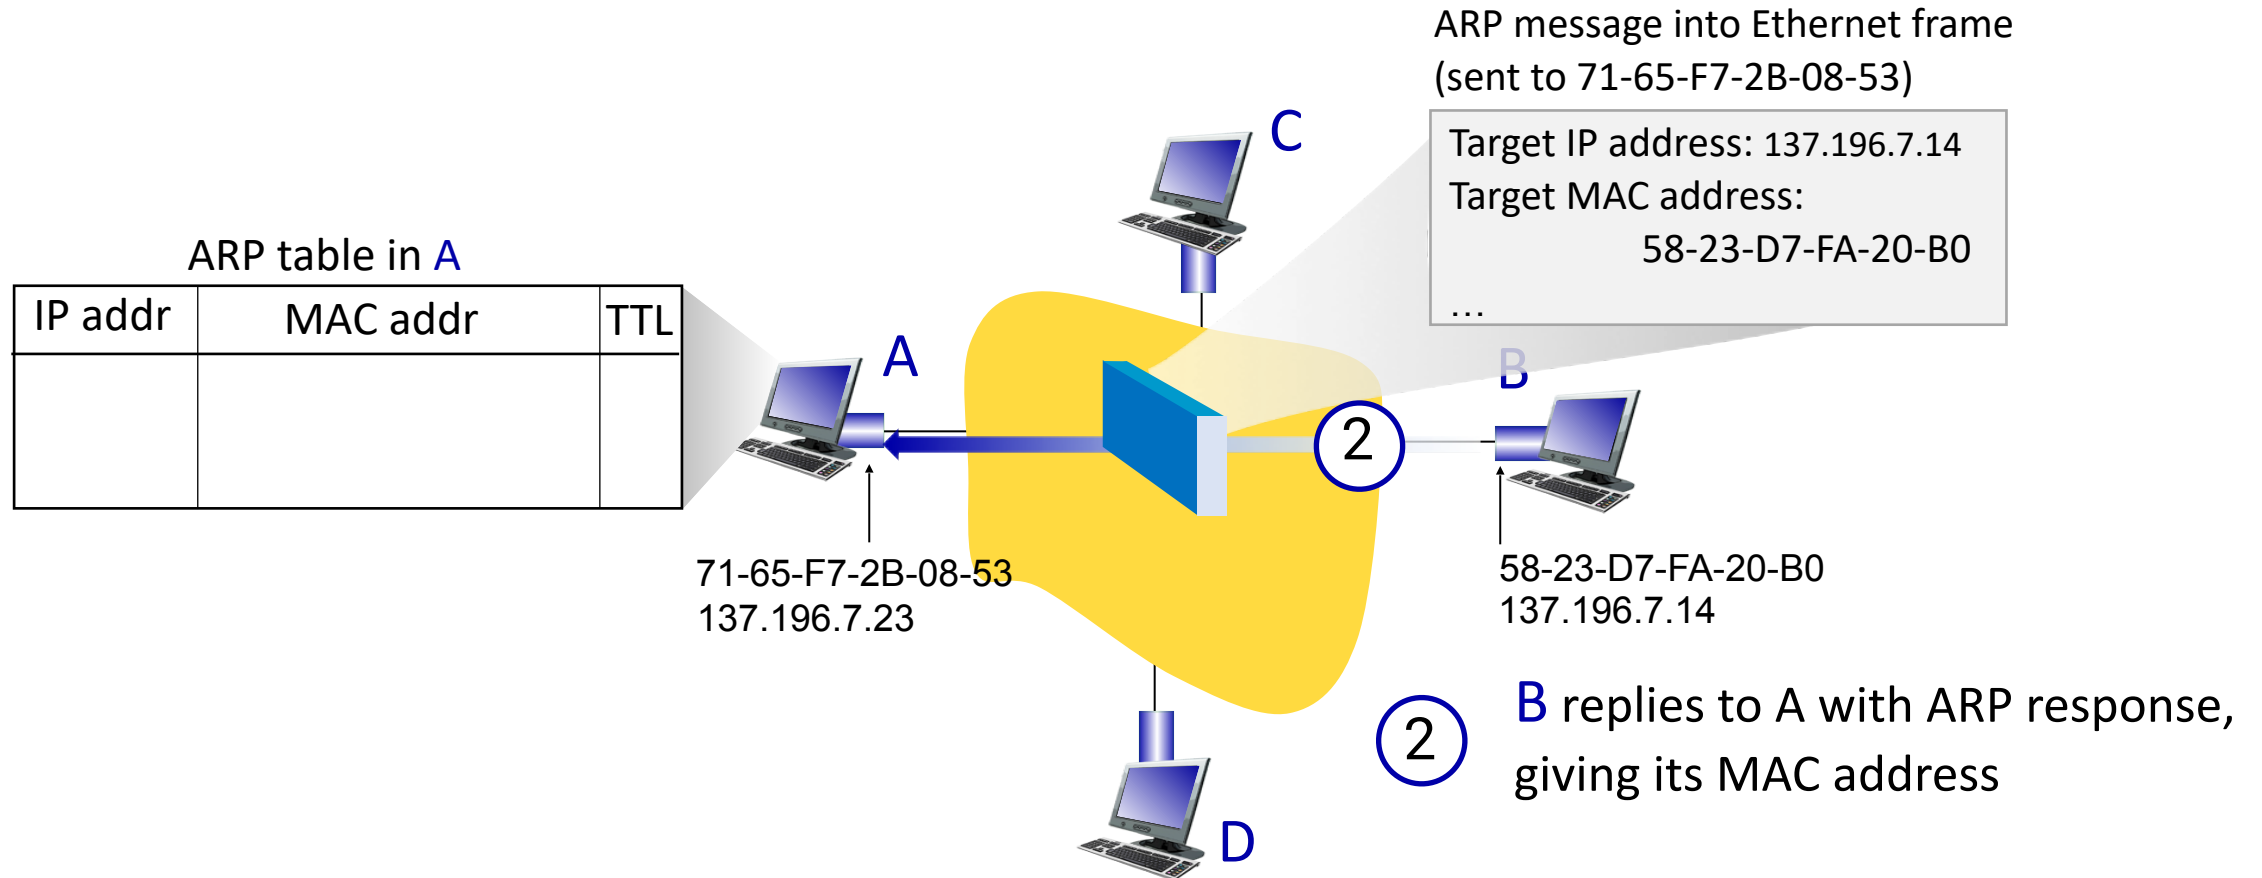 ARP message into Ethernet frame
(sent to 71-65-F7-2B-08-53)
Target IP address: 137.196.7.14
Target MAC address:
58-23-D7-FA-20-B0
...
C
ARP table in A
IP addr MAC addr TTL
A
B
2
71-65-F7-2B-08-53
137.196.7.23
58-23-D7-FA-20-B0
137.196.7.14
2
B replies to A with ARP response,
giving its MAC address
D